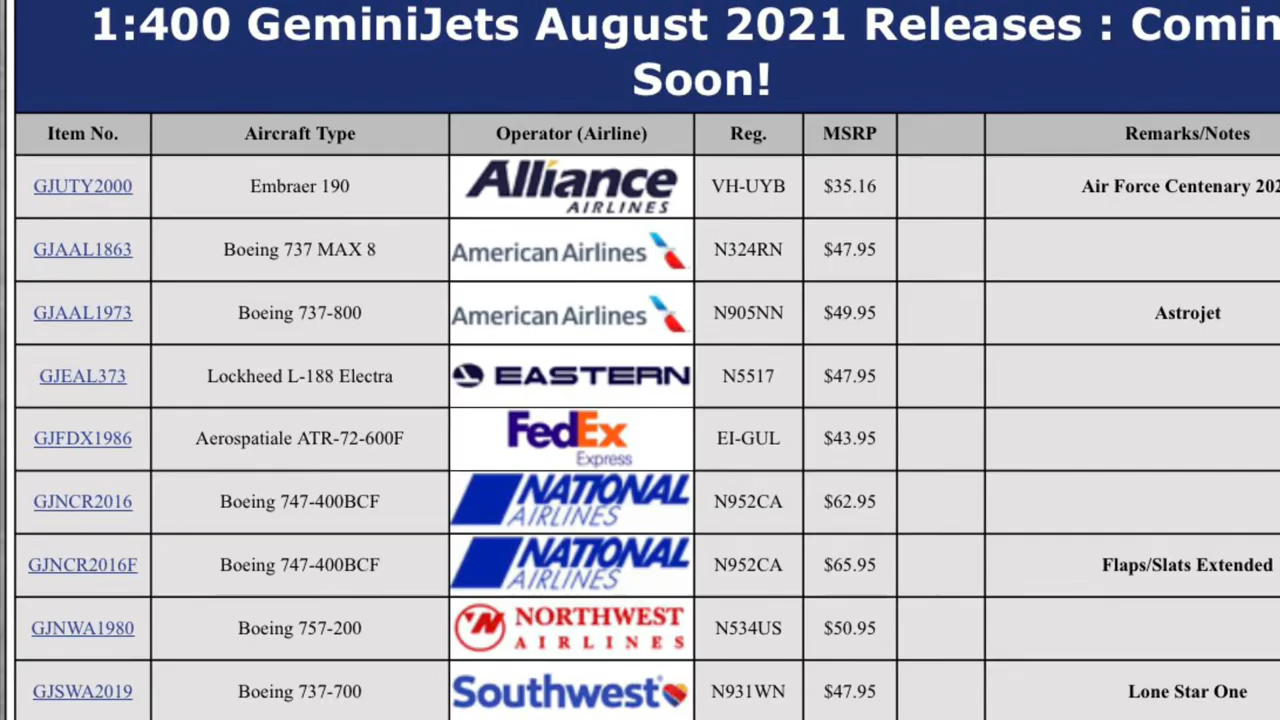 1:400 GeminiJets August 2021 Releases : Comin
Soon!
Item No. Aircraft Type Operator (Airline) Reg. MSRP Remarks/Notes
GJUTY2000 Embraer 190 Alliance AIRLINES VH-UYB $35.16 Air Force Centenary 202
GJAAL1863 Boeing 737 MAX 8 American Airlines N324RN $47.95
GJAAL1973 Boeing 737-800 American Airlines N905NN $49.95 Astrojet
GJEAL373 Lockheed L-188 Electra EASTERN N5517 $47.95
GJFDX1986 Aerospatiale ATR-72-600F FedEx Express EI-GUL $43.95
GJNCR2016 Boeing 747-400BCF NATIONAL AIRLINES N952CA $62.95
GJNCR2016F Boeing 747-400BCF NATIONAL AIRLINES N952CA $65.95 Flaps/Slats Extended
GJNWA1980 Boeing 757-200 NORTHWEST AIRLINES N534US $50.95
GJSWA2019 Boeing 737-700 Southwest N931WN $47.95 Lone Star One